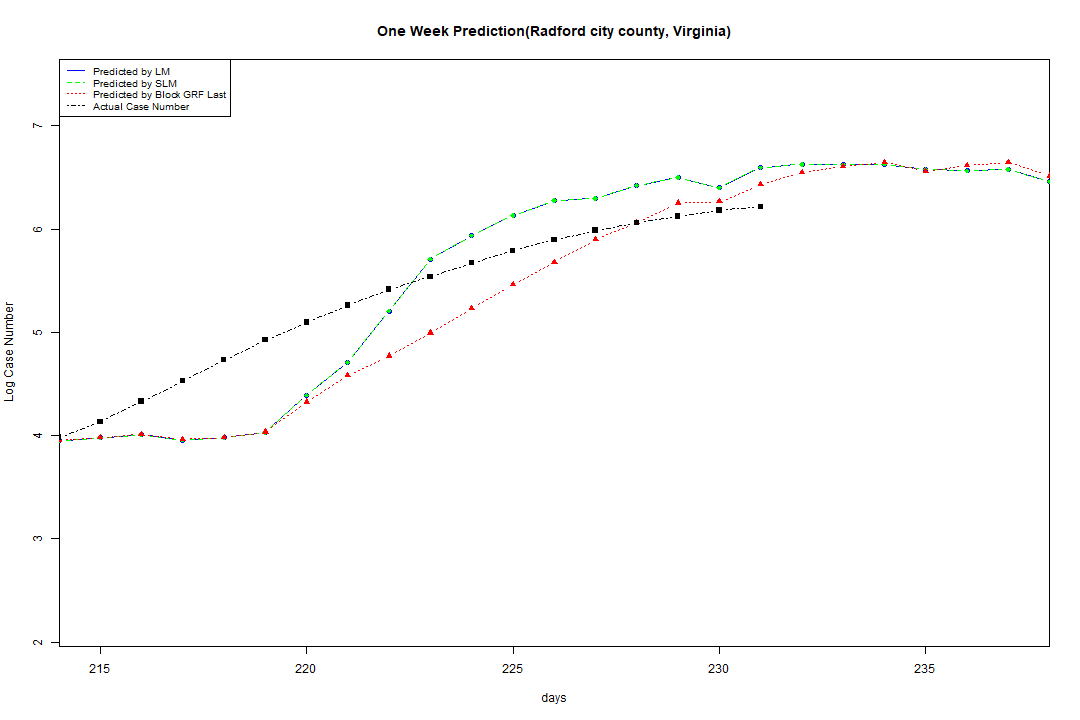 One Week Prediction(Radford city county, Virginia)
Predicted by LM
Predicted by SLM
Predicted by Block GRF Last
Actual Case Number
7
6
5
4
3
2
Log Case Number
215 220 225 230 235
days